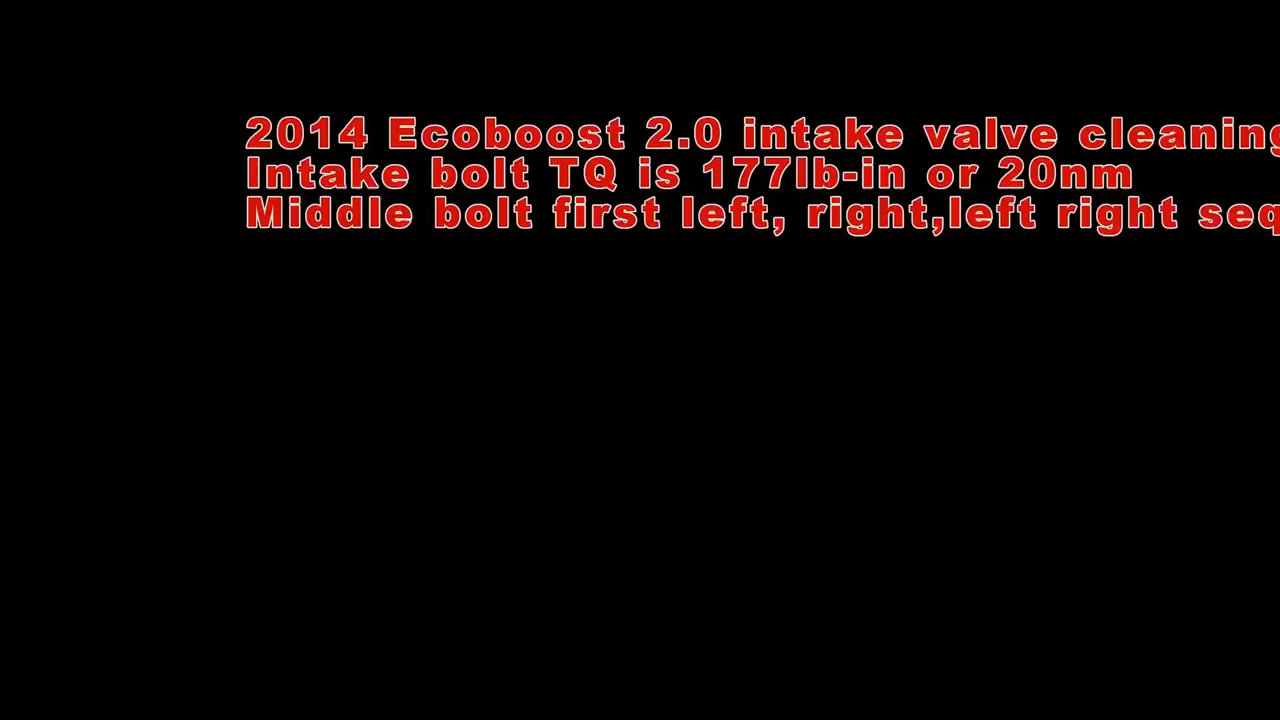 2014 Ecoboost 2.0 intake valve cleaning
Intake bolt TQ is 177lb-in or 20nm
Middle bolt first left, right,left right seq